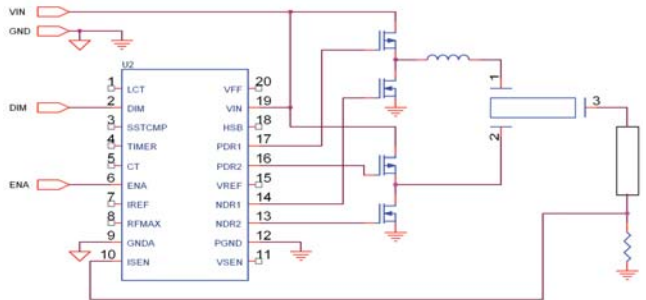 VIN
GND
U2
1 LCT VFF 20
DIM 2 DIM VIN 19
3 SSTCMP HSB 18
4 TIMER PDR1 17
5 CT PDR2 16
ENA 6 ENA VREF 15
7 IREF NDR1 14
8 RFMAX NDR2 13
9 GNDA PGND 12
10 ISEN VSEN 11
1
2
3